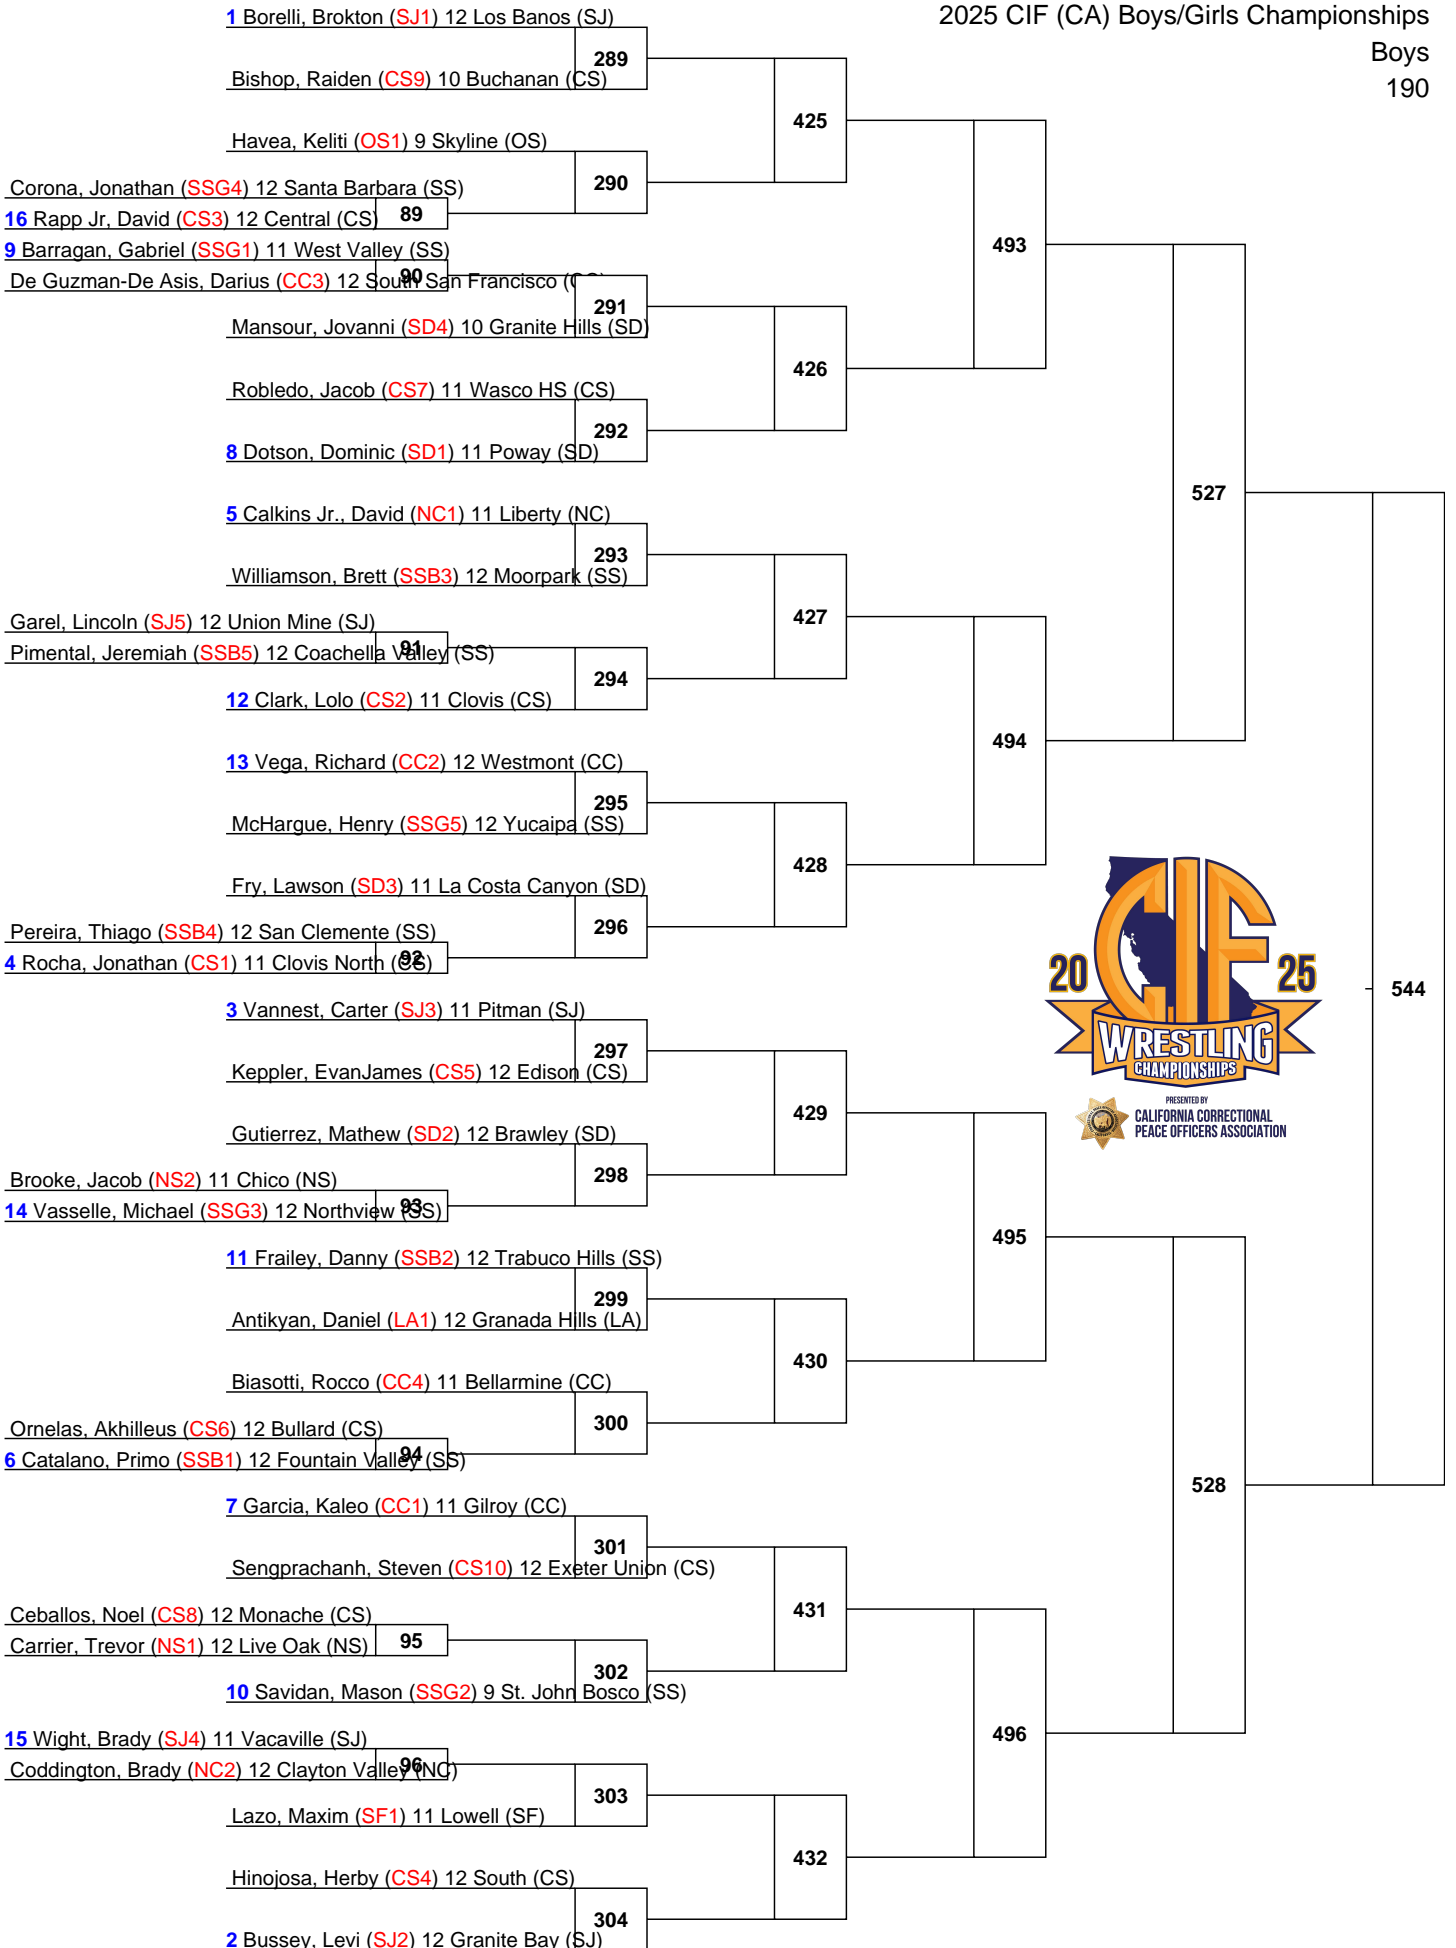 2025 CIF (CA) Boys/Girls Championships
Boys
190
1 Borelli, Brokton (SJ1) 12 Los Banos (SJ)
289
Bishop, Raiden (CS9) 10 Buchanan (CS)
425
Havea, Keliti (OS1) 9 Skyline (OS)
290
Corona, Jonathan (SSG4) 12 Santa Barbara (SS)
89
16 Rapp Jr, David (CS3) 12 Central (CS)
493
9 Barragan, Gabriel (SSG1) 11 West Valley (SS)
90
De Guzman-De Asis, Darius (CC3) 12 South San Francisco (
291
Mansour, Jovanni (SD4) 10 Granite Hills (SD)
426
Robledo, Jacob (CS7) 11 Wasco HS (CS)
292
8 Dotson, Dominic (SD1) 11 Poway (SD)
527
5 Calkins Jr., David (NC1) 11 Liberty (NC)
293
Williamson, Brett (SSB3) 12 Moorpark (SS)
427
Garel, Lincoln (SJ5) 12 Union Mine (SJ)
91
Pimental, Jeremiah (SSB5) 12 Coachella Valley (SS)
294
12 Clark, Lolo (CS2) 11 Clovis (CS)
494
13 Vega, Richard (CC2) 12 Westmont (CC)
295
McHargue, Henry (SSG5) 12 Yucaipa (SS)
428
Fry, Lawson (SD3) 11 La Costa Canyon (SD)
296
Pereira, Thiago (SSB4) 12 San Clemente (SS)
92
4 Rocha, Jonathan (CS1) 11 Clovis North (CS)
20 CIF 25
WRESTLING
CHAMPIONSHIPS
PRESENTED BY
CALIFORNIA CORRECTIONAL
PEACE OFFICERS ASSOCIATION
544
3 Vannest, Carter (SJ3) 11 Pitman (SJ)
297
Keppler, EvanJames (CS5) 12 Edison (CS)
429
Gutierrez, Mathew (SD2) 12 Brawley (SD)
298
Brooke, Jacob (NS2) 11 Chico (NS)
93
14 Vasselle, Michael (SSG3) 12 Northview (SS)
495
11 Frailey, Danny (SSB2) 12 Trabuco Hills (SS)
299
Antikyan, Daniel (LA1) 12 Granada Hills (LA)
430
Biasotti, Rocco (CC4) 11 Bellarmine (CC)
300
Ornelas, Akhilleus (CS6) 12 Bullard (CS)
94
6 Catalano, Primo (SSB1) 12 Fountain Valley (SS)
528
7 Garcia, Kaleo (CC1) 11 Gilroy (CC)
301
Sengprachanh, Steven (CS10) 12 Exeter Union (CS)
431
Ceballos, Noel (CS8) 12 Monache (CS)
95
Carrier, Trevor (NS1) 12 Live Oak (NS)
302
10 Savidan, Mason (SSG2) 9 St. John Bosco (SS)
496
15 Wight, Brady (SJ4) 11 Vacaville (SJ)
96
Coddington, Brady (NC2) 12 Clayton Valley (NC)
303
Lazo, Maxim (SF1) 11 Lowell (SF)
432
Hinojosa, Herby (CS4) 12 South (CS)
304
2 Bussey, Levi (SJ2) 12 Granite Bay (SJ)